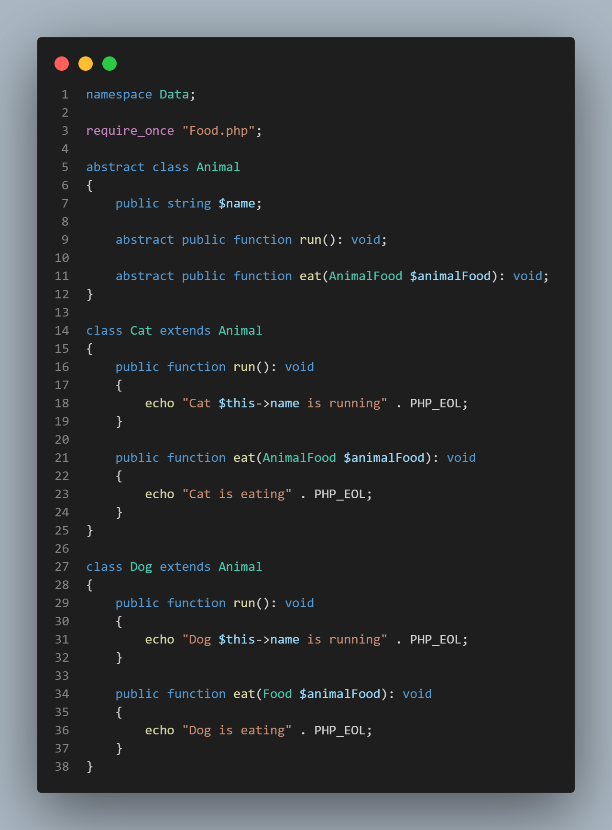 1 namespace Data;
2
3 require_once "Food.php";
4
5 abstract class Animal
6 {
7     public string $name;
8
9     abstract public function run(): void;
10
11     abstract public function eat(AnimalFood $animalFood): void;
12 }
13
14 class Cat extends Animal
15 {
16     public function run(): void
17     {
18         echo "Cat $this->name is running" . PHP_EOL;
19     }
20
21     public function eat(AnimalFood $animalFood): void
22     {
23         echo "Cat is eating" . PHP_EOL;
24     }
25 }
26
27 class Dog extends Animal
28 {
29     public function run(): void
30     {
31         echo "Dog $this->name is running" . PHP_EOL;
32     }
33
34     public function eat(Food $animalFood): void
35     {
36         echo "Dog is eating" . PHP_EOL;
37     }
38 }